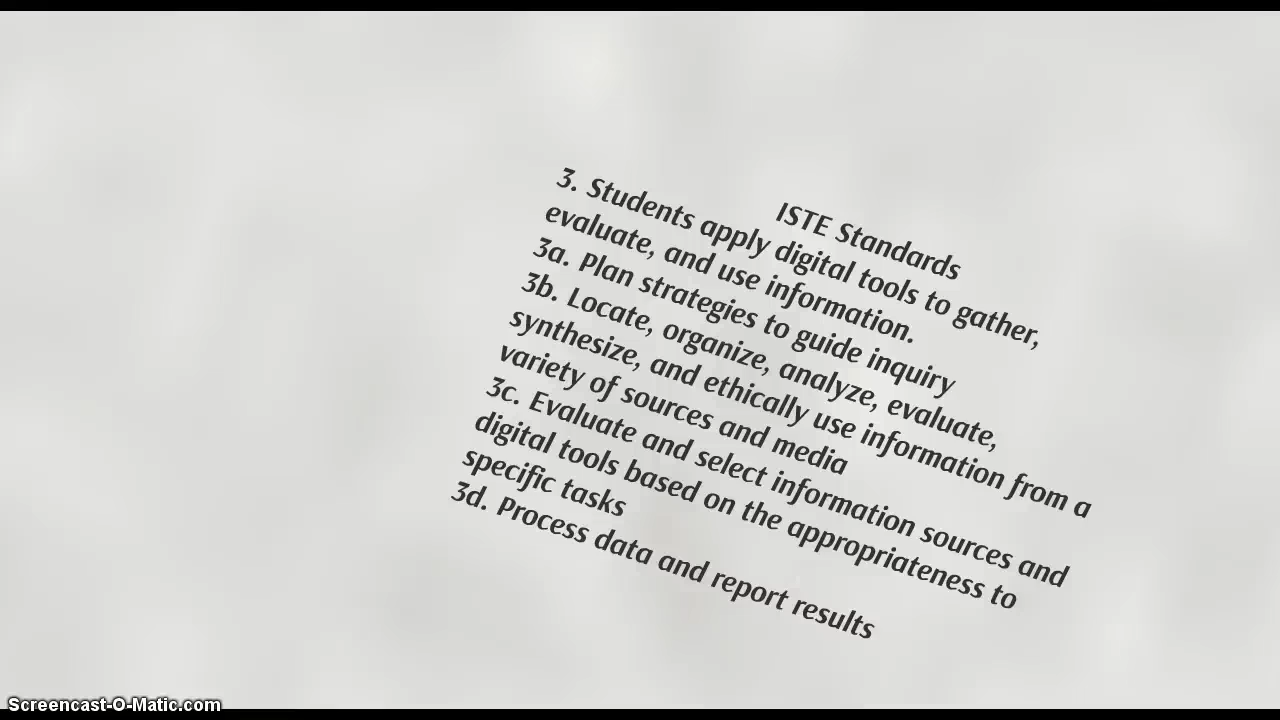 ISTE Standards
3. Students apply digital tools to gather,
evaluate, and use information.
3a. Plan strategies to guide inquiry
3b. Locate, organize, analyze, evaluate,
synthesize, and ethically use information from a
variety of sources and media
3c. Evaluate and select information sources and
digital tools based on the appropriateness to
specific tasks
3d. Process data and report results
Screencast-O-Matic.com